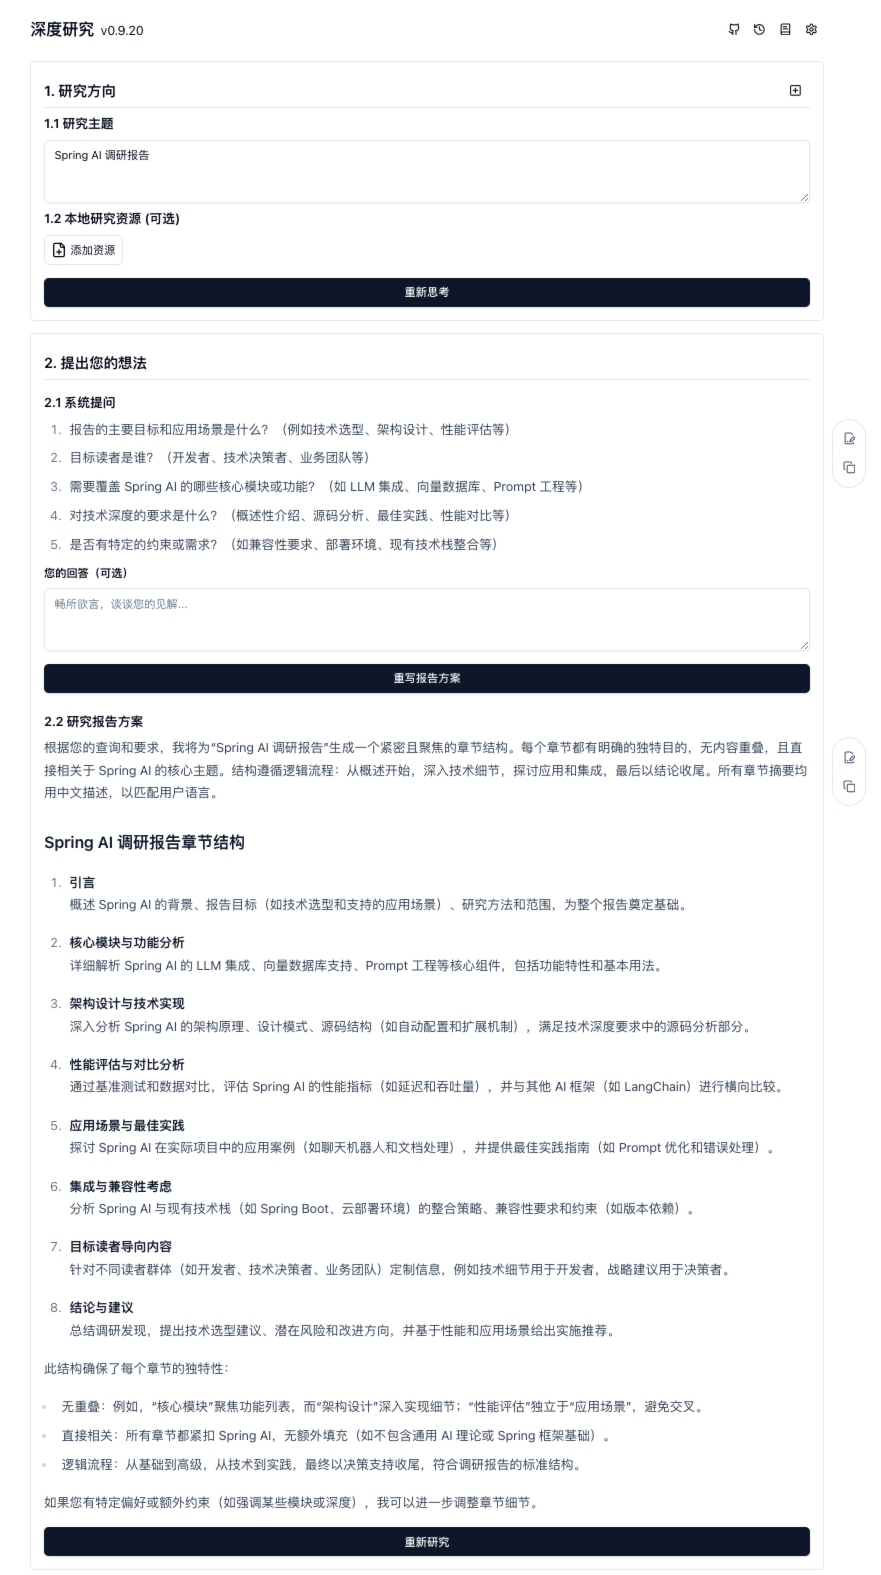 深度研究 v0.9.20
1. 研究方向
1.1 研究主题
Spring AI 调研报告
1.2 本地研究资源 (可选)
添加资源
重新思考
2. 提出您的想法
2.1 系统提问
1. 报告的主要目标和应用场景是什么？（例如技术选型、架构设计、性能评估等）
2. 目标读者是谁？（开发者、技术决策者、业务团队等）
3. 需要覆盖 Spring AI 的哪些核心模块或功能？（如 LLM 集成、向量数据库、Prompt 工程等）
4. 对技术深度的要求是什么？（概述性介绍、源码分析、最佳实践、性能对比等）
5. 是否有特定的约束或需求？（如兼容性要求、部署环境、现有技术栈整合等）
您的回答（可选）
畅所欲言，谈谈您的见解...
重写报告方案
2.2 研究报告方案
根据您的查询和要求，我将为“Spring AI 调研报告”生成一个紧密且聚焦的章节结构。每个章节都有明确的独特目的，无内容重叠，且直
接相关于 Spring AI 的核心主题。结构遵循逻辑流程：从概述开始，深入技术细节，探讨应用和集成，最后以结论收尾。所有章节摘要均
用中文描述，以匹配用户语言。
Spring AI 调研报告章节结构
1. 引言
概述 Spring AI 的背景、报告目标（如技术选型和支持的应用场景）、研究方法和范围，为整个报告奠定基础。
2. 核心模块与功能分析
详细解析 Spring AI 的 LLM 集成、向量数据库支持、Prompt 工程等核心组件，包括功能特性和基本用法。
3. 架构设计与技术实现
深入分析 Spring AI 的架构原理、设计模式、源码结构（如自动配置和扩展机制），满足技术深度要求中的源码分析部分。
4. 性能评估与对比分析
通过基准测试和数据对比，评估 Spring AI 的性能指标（如延迟和吞吐量），并与其他 AI 框架（如 LangChain）进行横向比较。
5. 应用场景与最佳实践
探讨 Spring AI 在实际项目中的应用案例（如聊天机器人和文档处理），并提供最佳实践指南（如 Prompt 优化和错误处理）。
6. 集成与兼容性考虑
分析 Spring AI 与现有技术栈（如 Spring Boot、云部署环境）的整合策略、兼容性要求和约束（如版本依赖）。
7. 目标读者导向内容
针对不同读者群体（如开发者、技术决策者、业务团队）定制信息，例如技术细节用于开发者，战略建议用于决策者。
8. 结论与建议
总结调研发现，提出技术选型建议、潜在风险和改进方向，并基于性能和应用场景给出实施推荐。
此结构确保了每个章节的独特性：
无重叠：例如，“核心模块”聚焦功能列表，而“架构设计”深入实现细节；“性能评估”独立于“应用场景”，避免交叉。
直接相关：所有章节都紧扣 Spring AI，无额外填充（如不包含通用 AI 理论或 Spring 框架基础）。
逻辑流程：从基础到高级，从技术到实践，最终以决策支持收尾，符合调研报告的标准结构。
如果您有特定偏好或额外约束（如强调某些模块或深度），我可以进一步调整章节细节。
重新研究